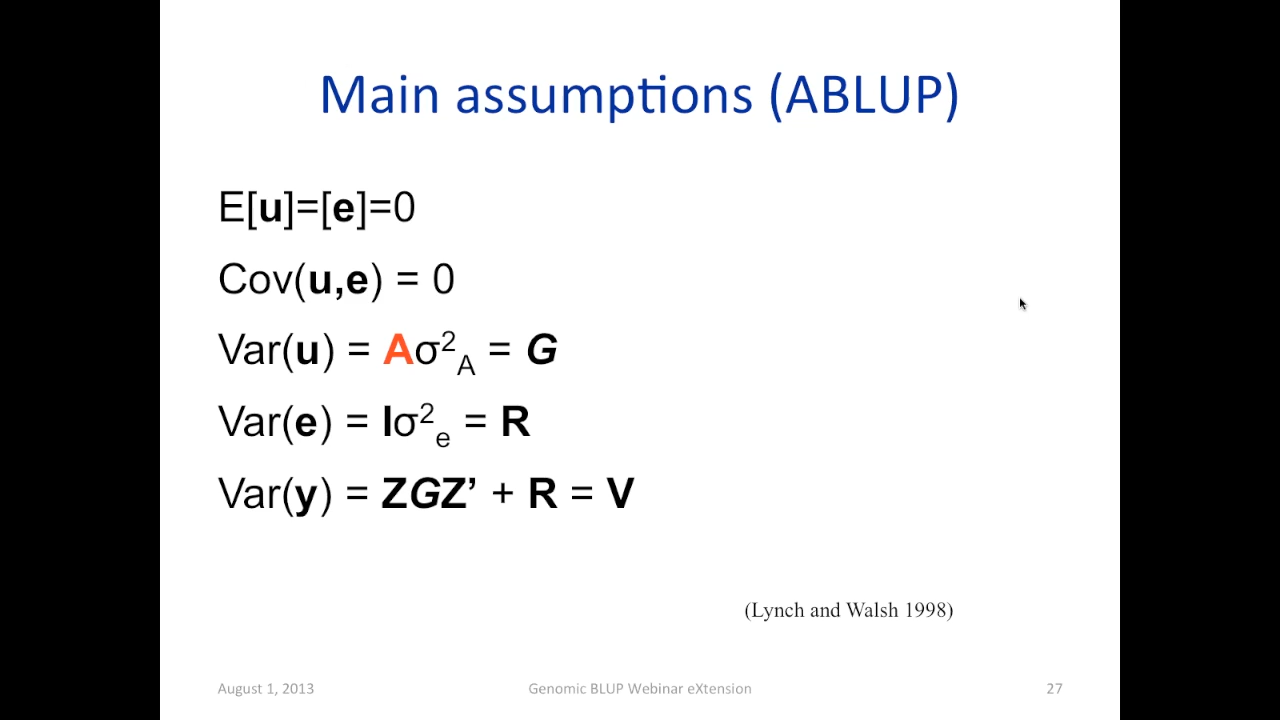 Main assumptions (ABLUP)
E[u]=[e]=0
Cov(u,e) = 0
Var(u) = Aσ²A = G
Var(e) = Iσ²e = R
Var(y) = ZGZ’ + R = V
(Lynch and Walsh 1998)
August 1, 2013
Genomic BLUP Webinar eXtension
27